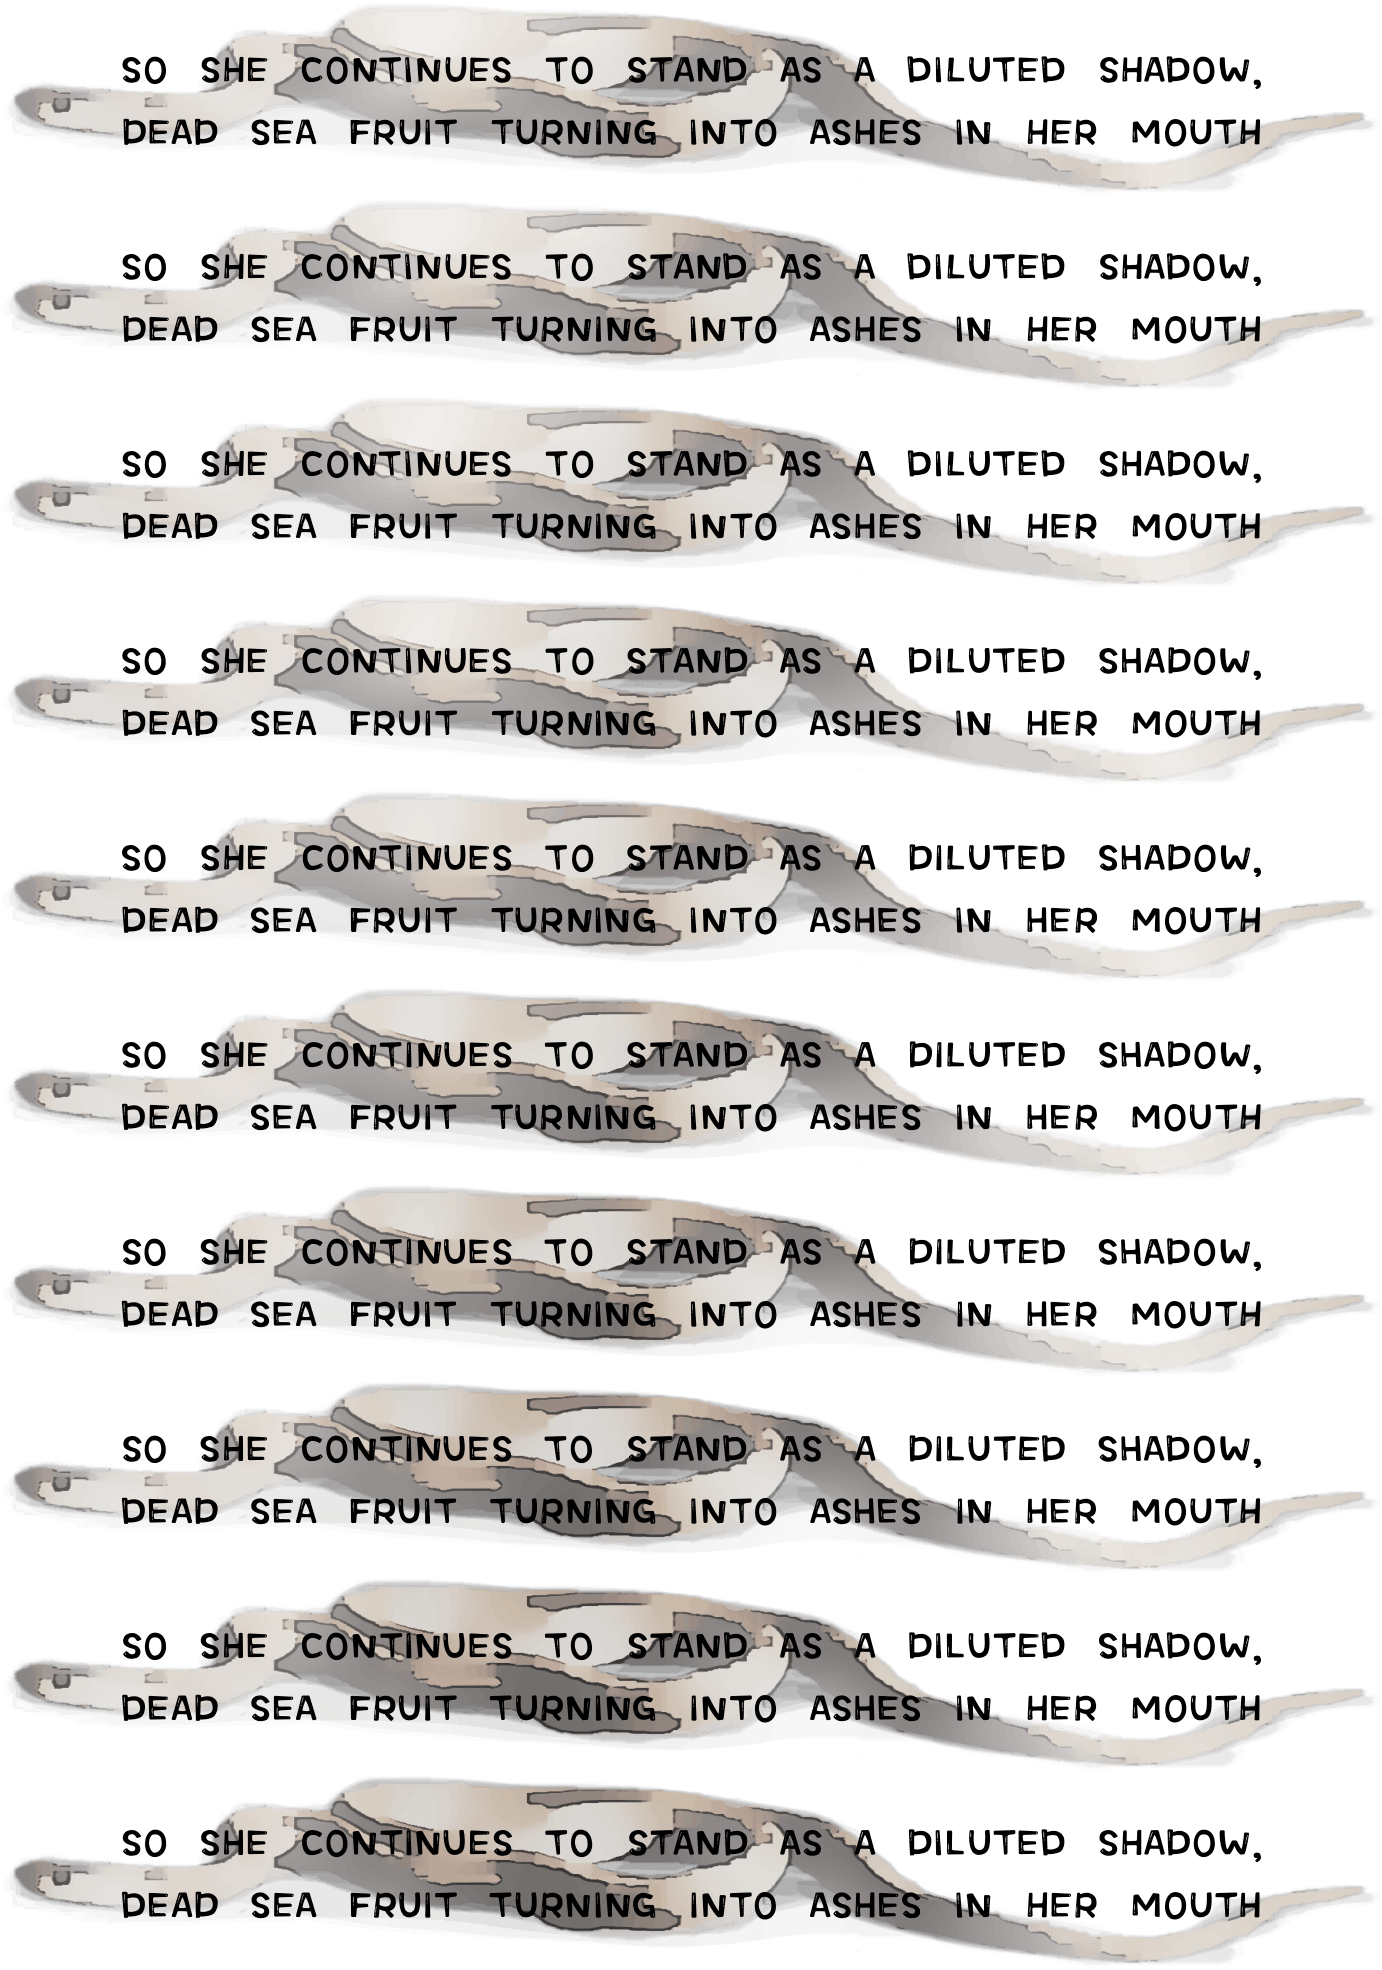 SO SHE CONTINUES TO STAND AS A DILUTED SHADOW,
DEAD SEA FRUIT TURNING INTO ASHES IN HER MOUTH
SO SHE CONTINUES TO STAND AS A DILUTED SHADOW,
DEAD SEA FRUIT TURNING INTO ASHES IN HER MOUTH
SO SHE CONTINUES TO STAND AS A DILUTED SHADOW,
DEAD SEA FRUIT TURNING INTO ASHES IN HER MOUTH
SO SHE CONTINUES TO STAND AS A DILUTED SHADOW,
DEAD SEA FRUIT TURNING INTO ASHES IN HER MOUTH
SO SHE CONTINUES TO STAND AS A DILUTED SHADOW,
DEAD SEA FRUIT TURNING INTO ASHES IN HER MOUTH
SO SHE CONTINUES TO STAND AS A DILUTED SHADOW,
DEAD SEA FRUIT TURNING INTO ASHES IN HER MOUTH
SO SHE CONTINUES TO STAND AS A DILUTED SHADOW,
DEAD SEA FRUIT TURNING INTO ASHES IN HER MOUTH
SO SHE CONTINUES TO STAND AS A DILUTED SHADOW,
DEAD SEA FRUIT TURNING INTO ASHES IN HER MOUTH
SO SHE CONTINUES TO STAND AS A DILUTED SHADOW,
DEAD SEA FRUIT TURNING INTO ASHES IN HER MOUTH
SO SHE CONTINUES TO STAND AS A DILUTED SHADOW,
DEAD SEA FRUIT TURNING INTO ASHES IN HER MOUTH